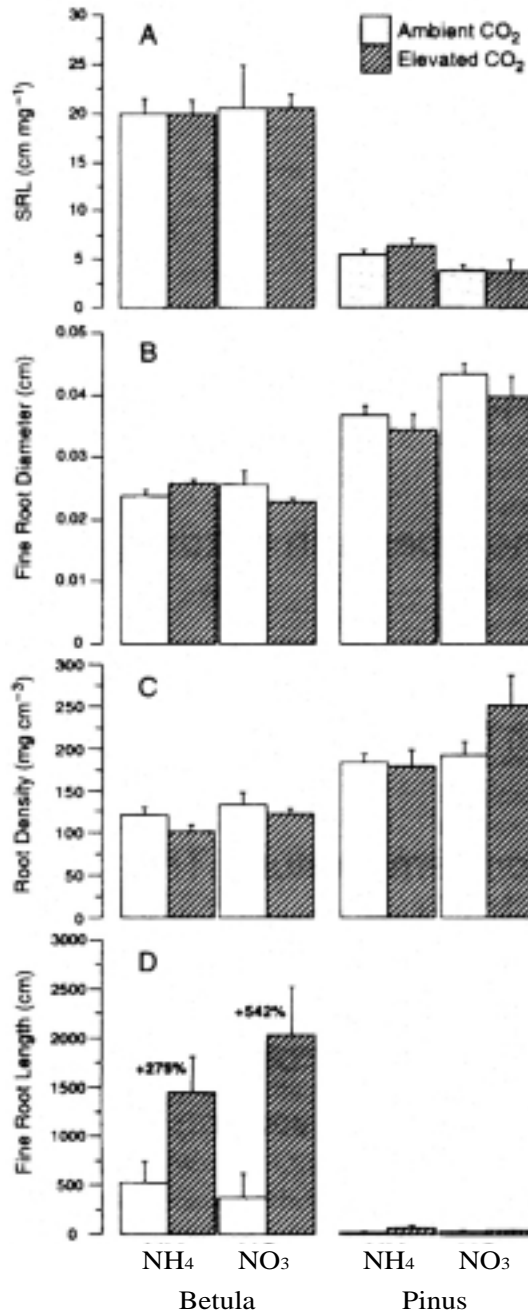 A
Ambient CO₂
Elevated CO₂
SRL (cm mg⁻¹)
30
25
20
15
10
5
0
B
Fine Root Diameter (cm)
0.05
0.04
0.03
0.02
0.01
0
C
Root Density (mg cm⁻³)
300
250
200
150
100
50
0
D
Fine Root Length (cm)
3000
2500
2000
1500
1000
500
0
+279%
+542%
NH₄ NO₃ NH₄ NO₃
Betula Pinus